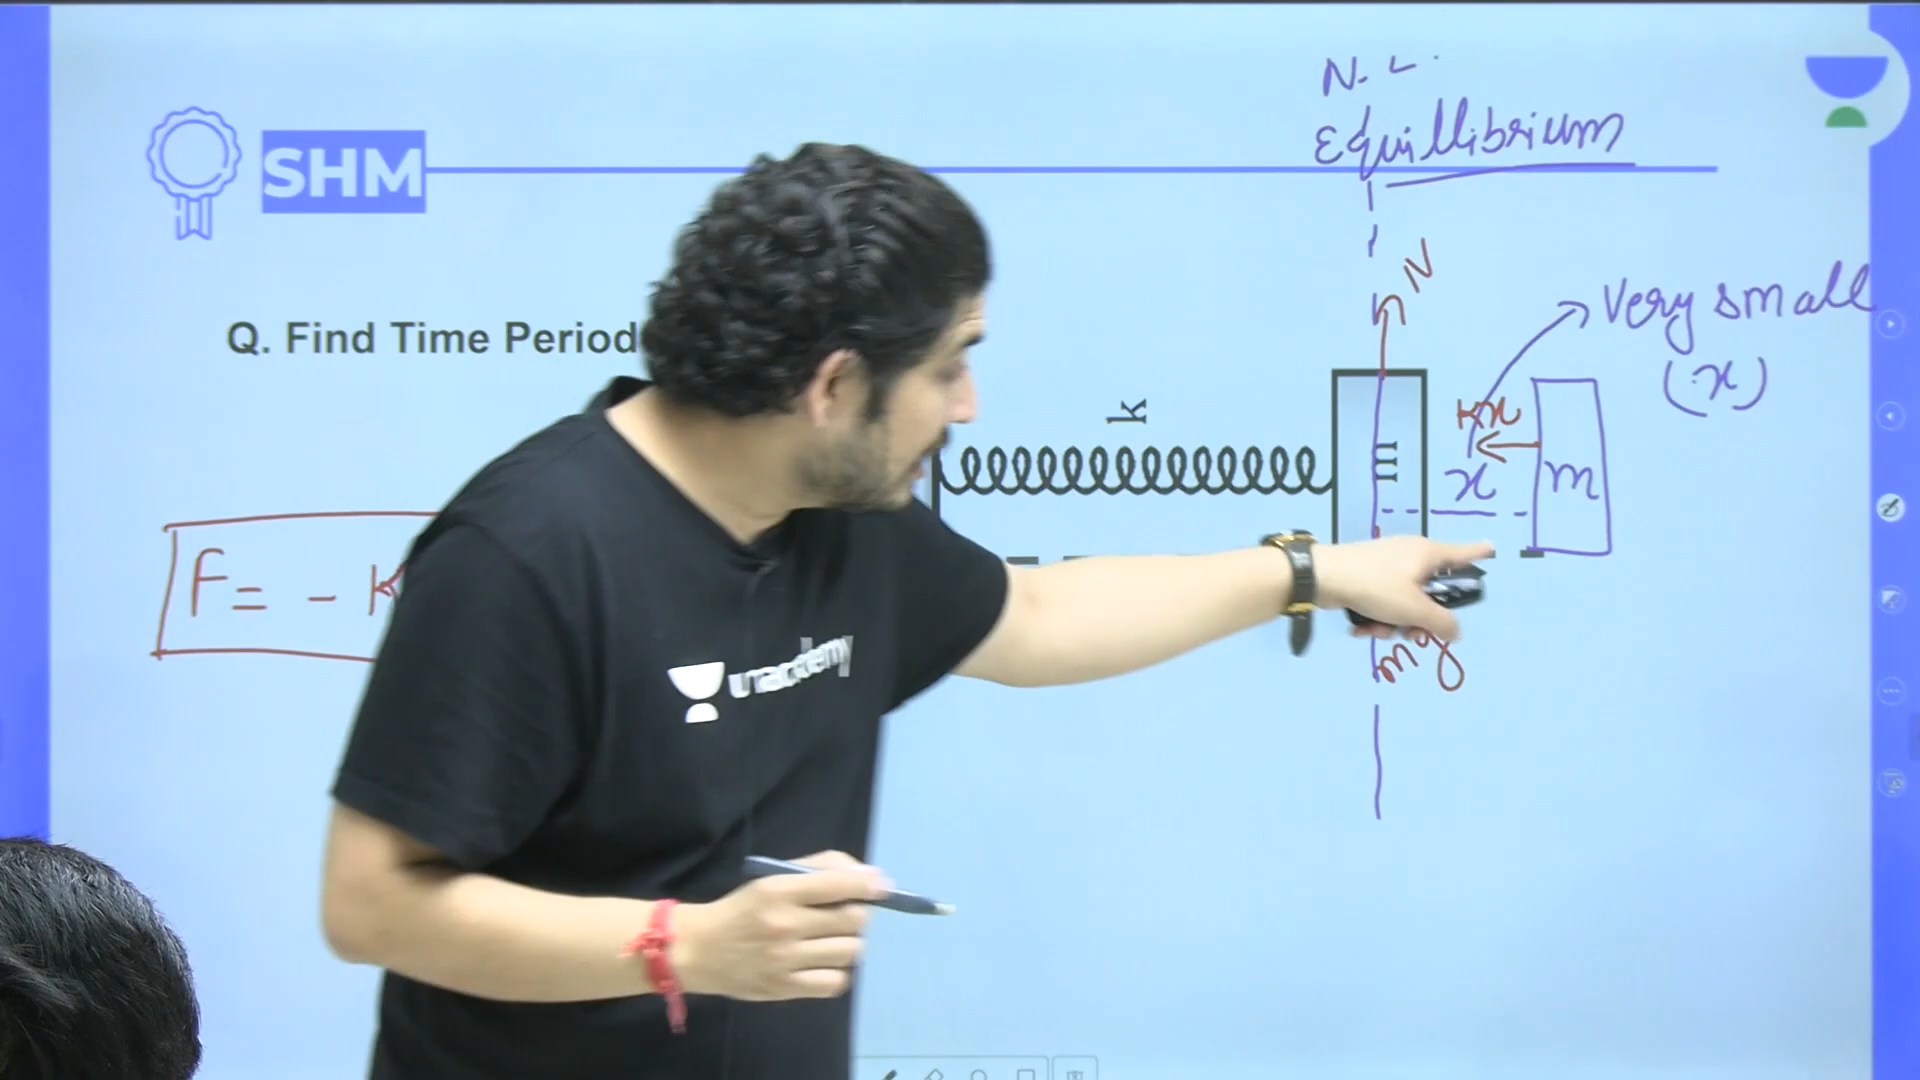 N. L.
Equillibrium
SHM
N
Very small
(x)
Q. Find Time Period
k
Kx
m
x
m
F = - K
unacademy
mg